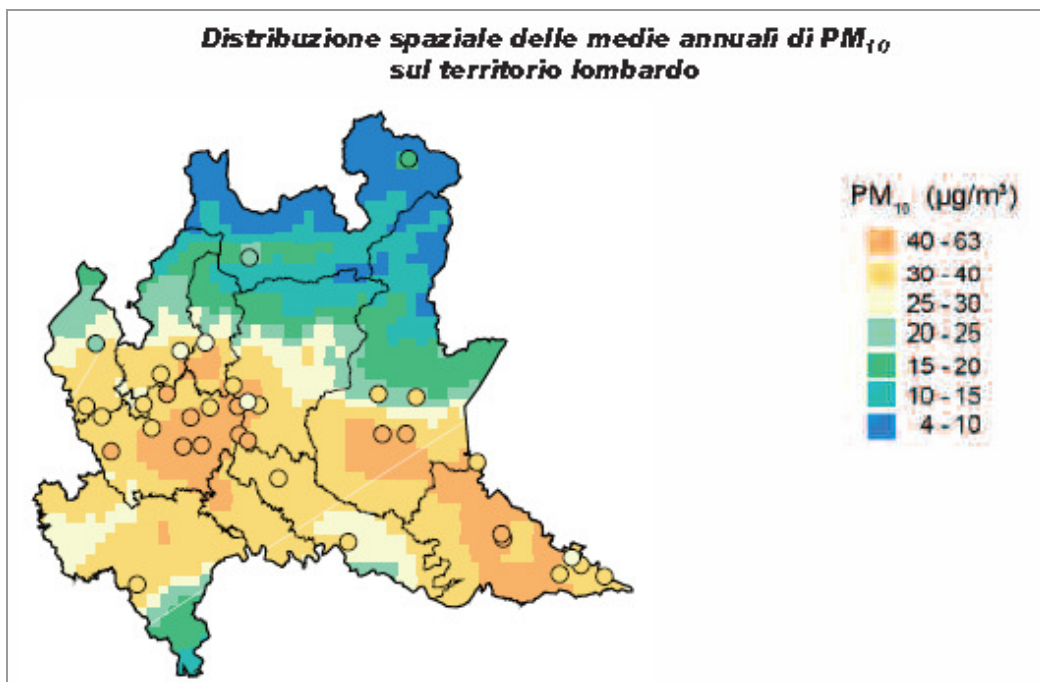 Distribuzione spaziale delle medie annuali di PM10
sul territorio lombardo
PM10 (µg/m³)
40 - 63
30 - 40
25 - 30
20 - 25
15 - 20
10 - 15
4 - 10